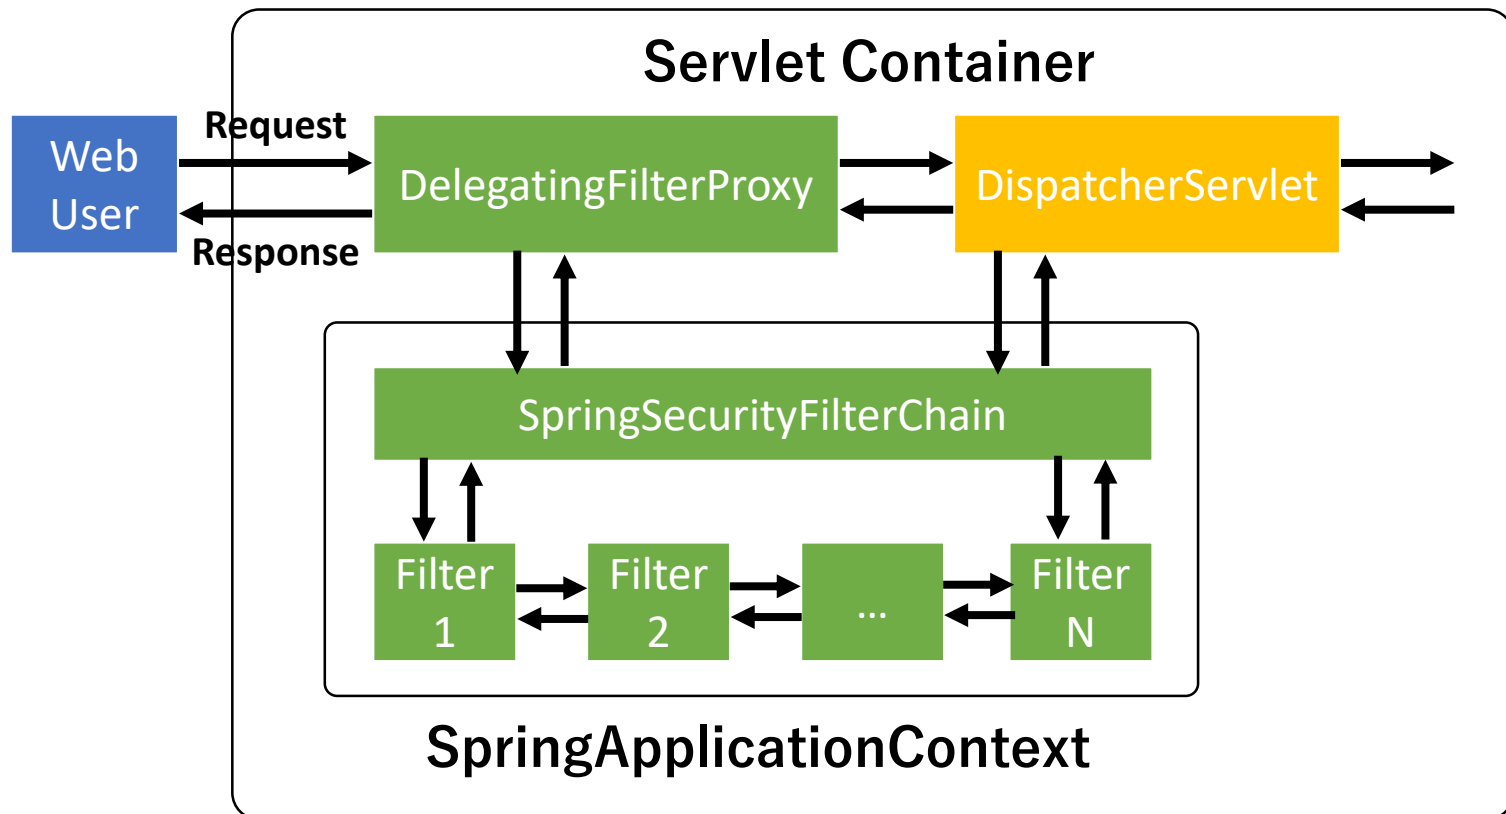 Servlet Container
Web
User
Request
Response
DelegatingFilterProxy
DispatcherServlet
SpringSecurityFilterChain
Filter
1
Filter
2
...
Filter
N
SpringApplicationContext